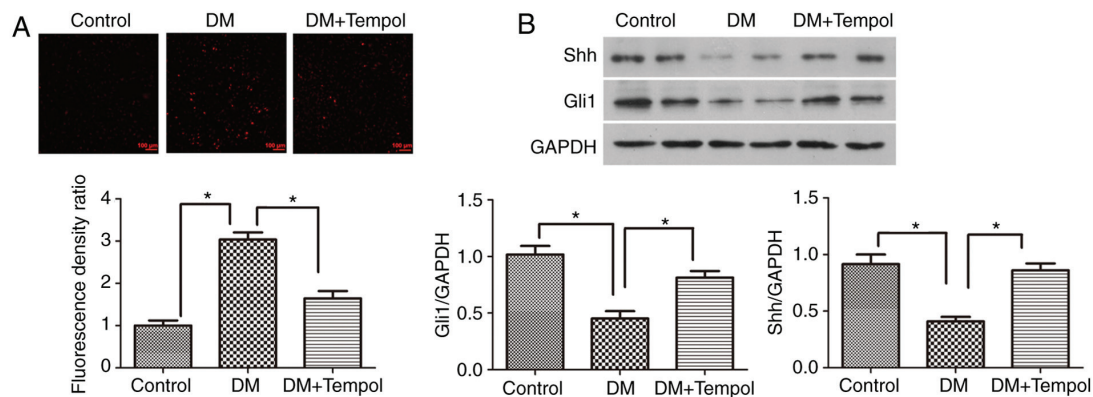 A
Control DM DM+Tempol
100 μm 100 μm 100 μm
Fluorescence density ratio
4
3
2
1
0
* *
Control DM DM+Tempol
B
Control DM DM+Tempol
Shh
Gli1
GAPDH
Gli1/GAPDH
1.5
1.0
0.5
0.0
* *
Control DM DM+Tempol
Shh/GAPDH
1.5
1.0
0.5
0.0
* *
Control DM DM+Tempol